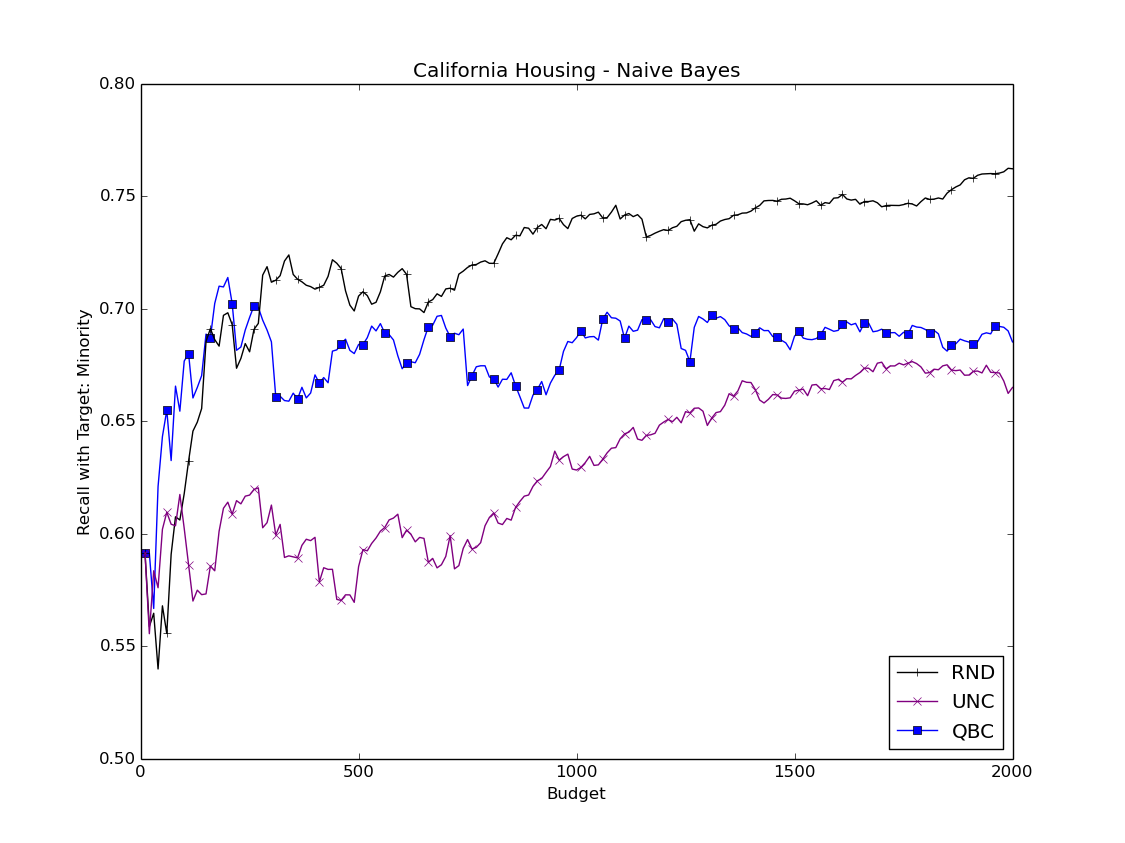 California Housing - Naive Bayes
0.80
0.75
0.70
0.65
0.60
0.55
0.50
Recall with Target: Minority
0
500
1000
1500
2000
Budget
RND
UNC
QBC